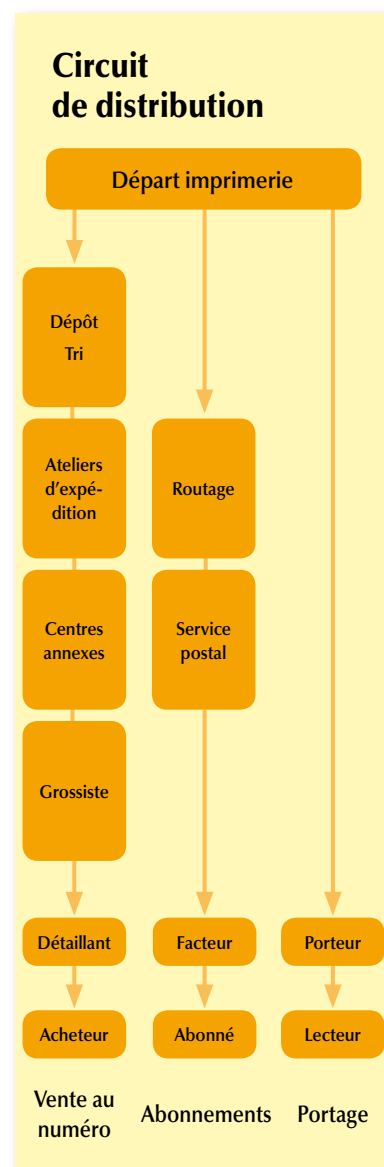 Circuit
de distribution
Départ imprimerie
Dépôt
Tri
Ateliers
d'expé-
dition
Routage
Centres
annexes
Service
postal
Grossiste
Détaillant
Facteur
Porteur
Acheteur
Abonné
Lecteur
Vente au
numéro
Abonnements
Portage